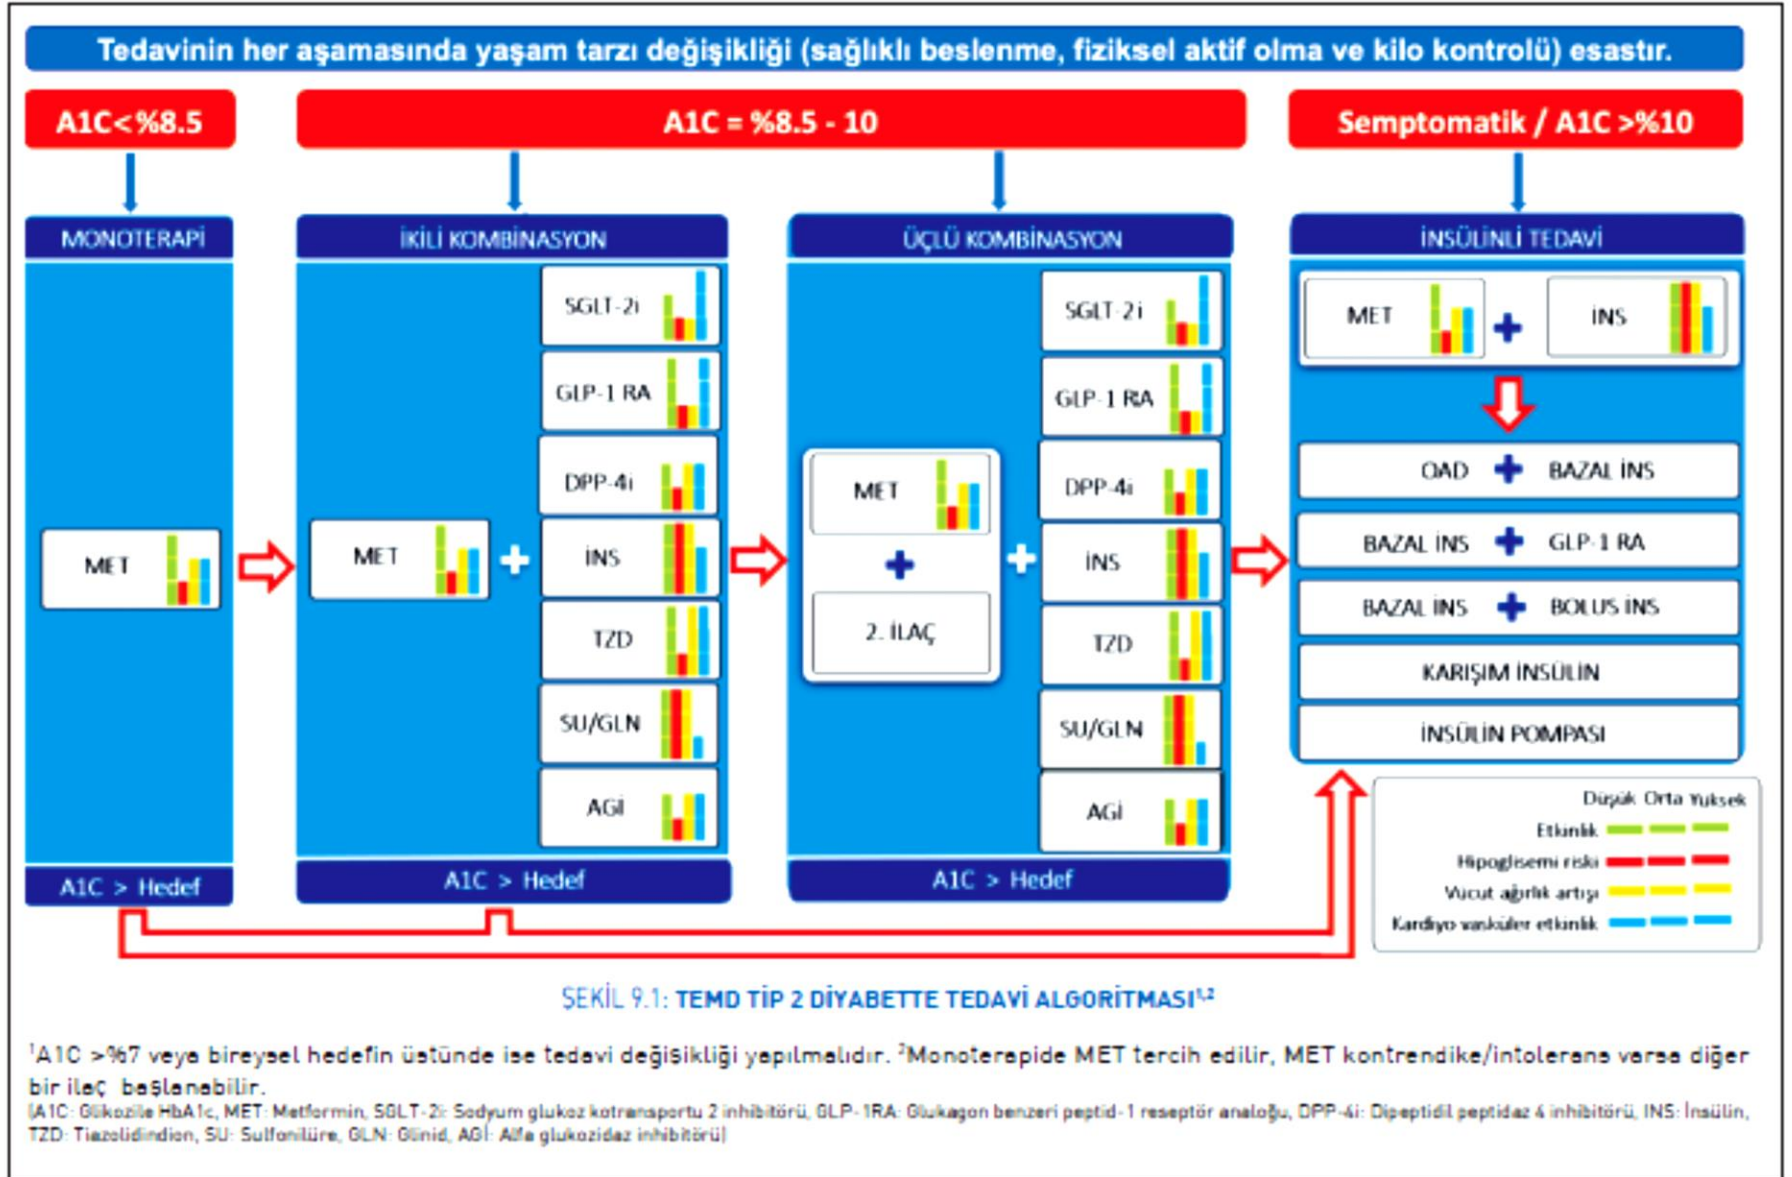 Tedavinin her aşamasında yaşam tarzı değişikliği (sağlıklı beslenme, fiziksel aktif olma ve kilo kontrolü) esastır.
A1C<%8.5
A1C = %8.5 - 10
Semptomatik / A1C >%10
MONOTERAPİ
MET
A1C > Hedef
İKİLİ KOMBİNASYON
MET
+
SGLT-2i
GLP-1 RA
DPP-4i
İNS
TZD
SU/GLN
AGİ
A1C > Hedef
ÜÇLÜ KOMBİNASYON
MET
+
2. İLAÇ
+
SGLT-2i
GLP-1 RA
DPP-4i
İNS
TZD
SU/GLN
AGİ
A1C > Hedef
İNSÜLİNLİ TEDAVİ
MET + İNS
OAD + BAZAL İNS
BAZAL İNS + GLP-1 RA
BAZAL İNS + BOLUS İNS
KARIŞIM İNSÜLİN
İNSÜLİN POMPASI
Düşük Orta Yuksek
Etkinlik
Hipoglisemi riski
Vucut ağırlık artışı
Kardiyo vasküler etkinlik
ŞEKİL 9.1: TEMD TİP 2 DİYABETTE TEDAVİ ALGORİTMASI¹,²
¹A1C >%7 veya bireysel hedefin üstünde ise tedavi değişikliği yapılmalıdır. ²Monoterapide MET tercih edilir, MET kontrendike/intolerans varsa diğer
bir ilaç başlanabilir.
(A1C: Glikozile HbA1c, MET: Metformin, SGLT-2i: Sodyum glukoz kotransportu 2 inhibitörü, GLP-1RA: Glukagon benzeri peptid-1 reseptör analoğu, DPP-4i: Dipeptidil peptidaz 4 inhibitörü, INS: İnsülin,
TZD: Tiazolidindion, SU: Sulfonilüre, GLN: Glinid, AGİ: Alfa glukozidaz inhibitörü)